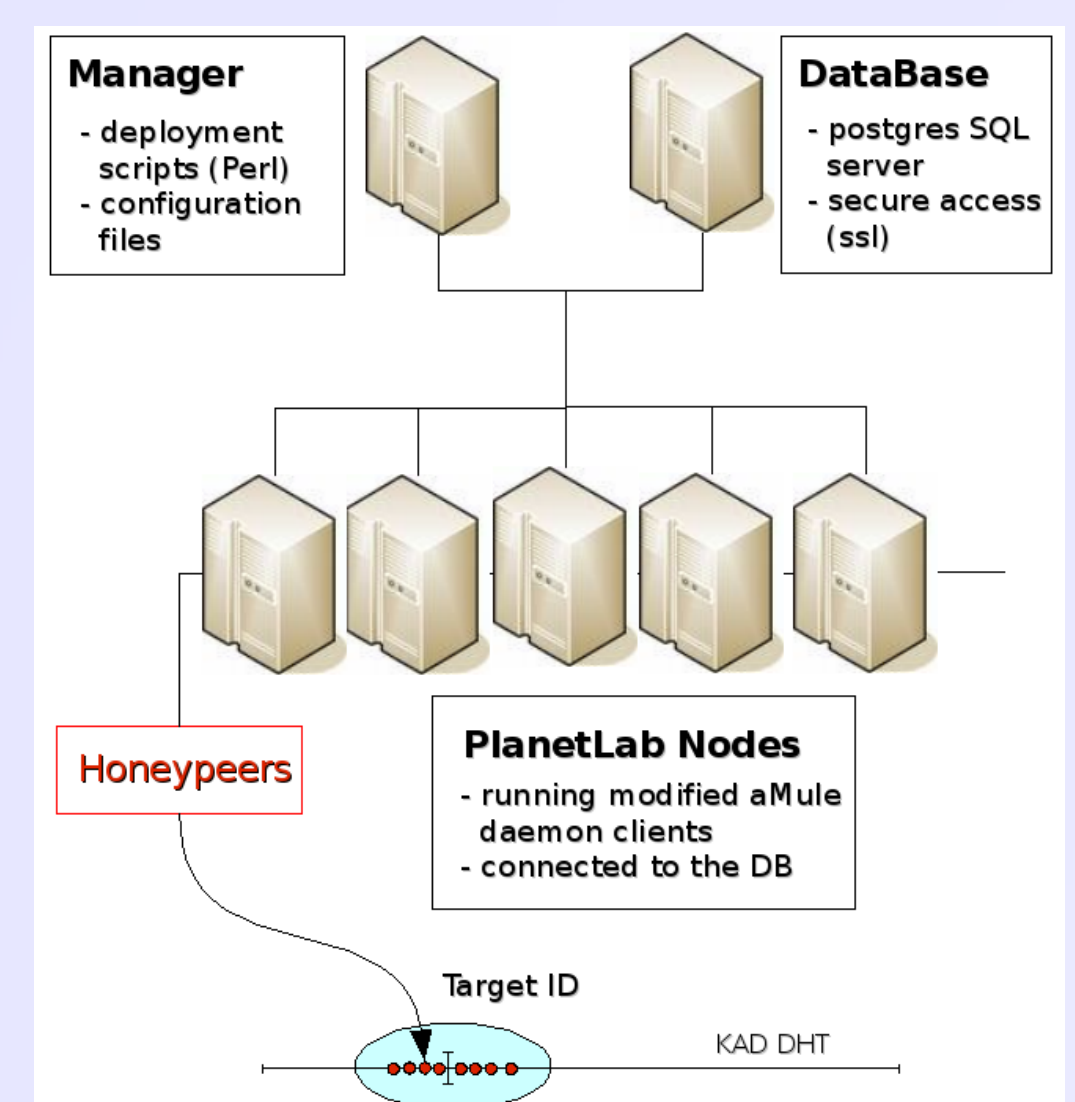 Manager
- deployment
scripts (Perl)
- configuration
files
DataBase
- postgres SQL
server
- secure access
(ssl)
Honeypeers
PlanetLab Nodes
- running modified aMule
daemon clients
- connected to the DB
Target ID
KAD DHT